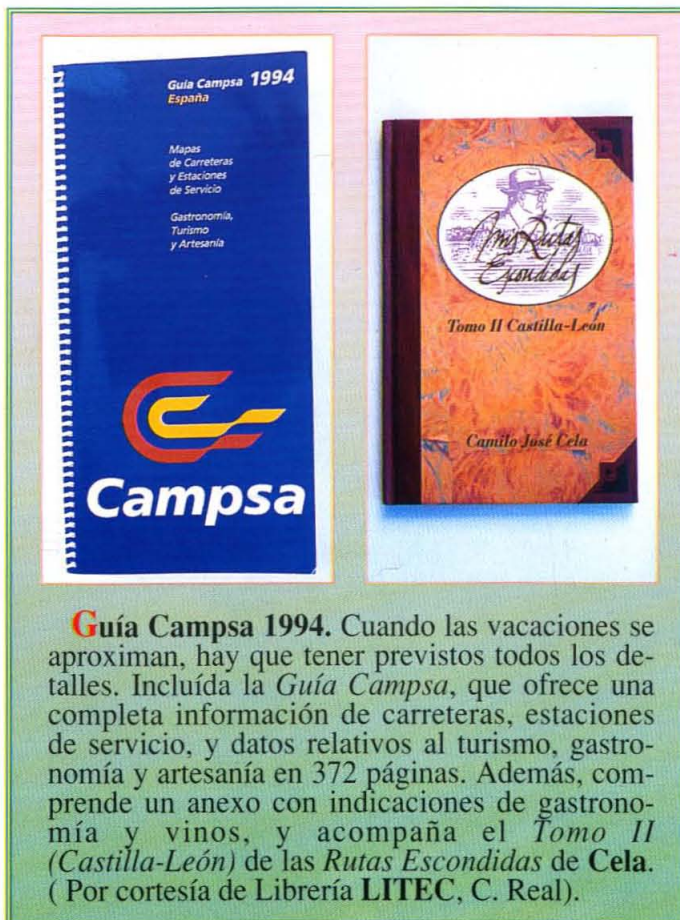 Guía Campsa 1994
España
Mapas
de Carreteras
y Estaciones
de Servicio
Gastronomía,
Turismo
y Artesanía
Campsa
Mis Rutas
Escondidas
Tomo II Castilla-León
Camilo José Cela
Guía Campsa 1994. Cuando las vacaciones se
aproximan, hay que tener previstos todos los de-
talles. Incluída la Guía Campsa, que ofrece una
completa información de carreteras, estaciones
de servicio, y datos relativos al turismo, gastro-
nomía y artesanía en 372 páginas. Además, com-
prende un anexo con indicaciones de gastrono-
mía y vinos, y acompaña el Tomo II
(Castilla-León) de las Rutas Escondidas de Cela.
( Por cortesía de Librería LITEC, C. Real).